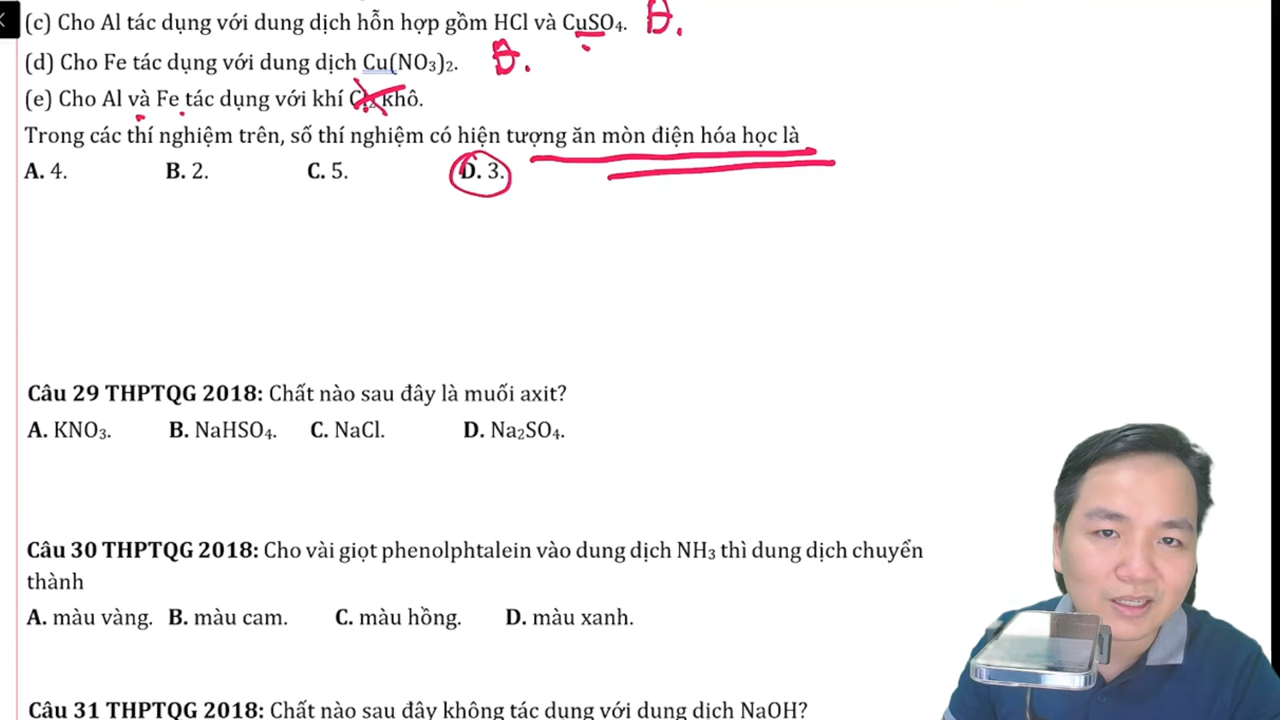 (c) Cho Al tác dụng với dung dịch hỗn hợp gồm HCl và CuSO₄. Đ.
(d) Cho Fe tác dụng với dung dịch Cu(NO₃)₂. Đ.
(e) Cho Al và Fe tác dụng với khí Cl₂ khô.
Trong các thí nghiệm trên, số thí nghiệm có hiện tượng ăn mòn điện hóa học là
A. 4. B. 2. C. 5. D. 3.
Câu 29 THPTQG 2018: Chất nào sau đây là muối axit?
A. KNO₃. B. NaHSO₄. C. NaCl. D. Na₂SO₄.
Câu 30 THPTQG 2018: Cho vài giọt phenolphtalein vào dung dịch NH₃ thì dung dịch chuyển
thành
A. màu vàng. B. màu cam. C. màu hồng. D. màu xanh.
Câu 31 THPTQG 2018: Chất nào sau đây không tác dụng với dung dịch NaOH?